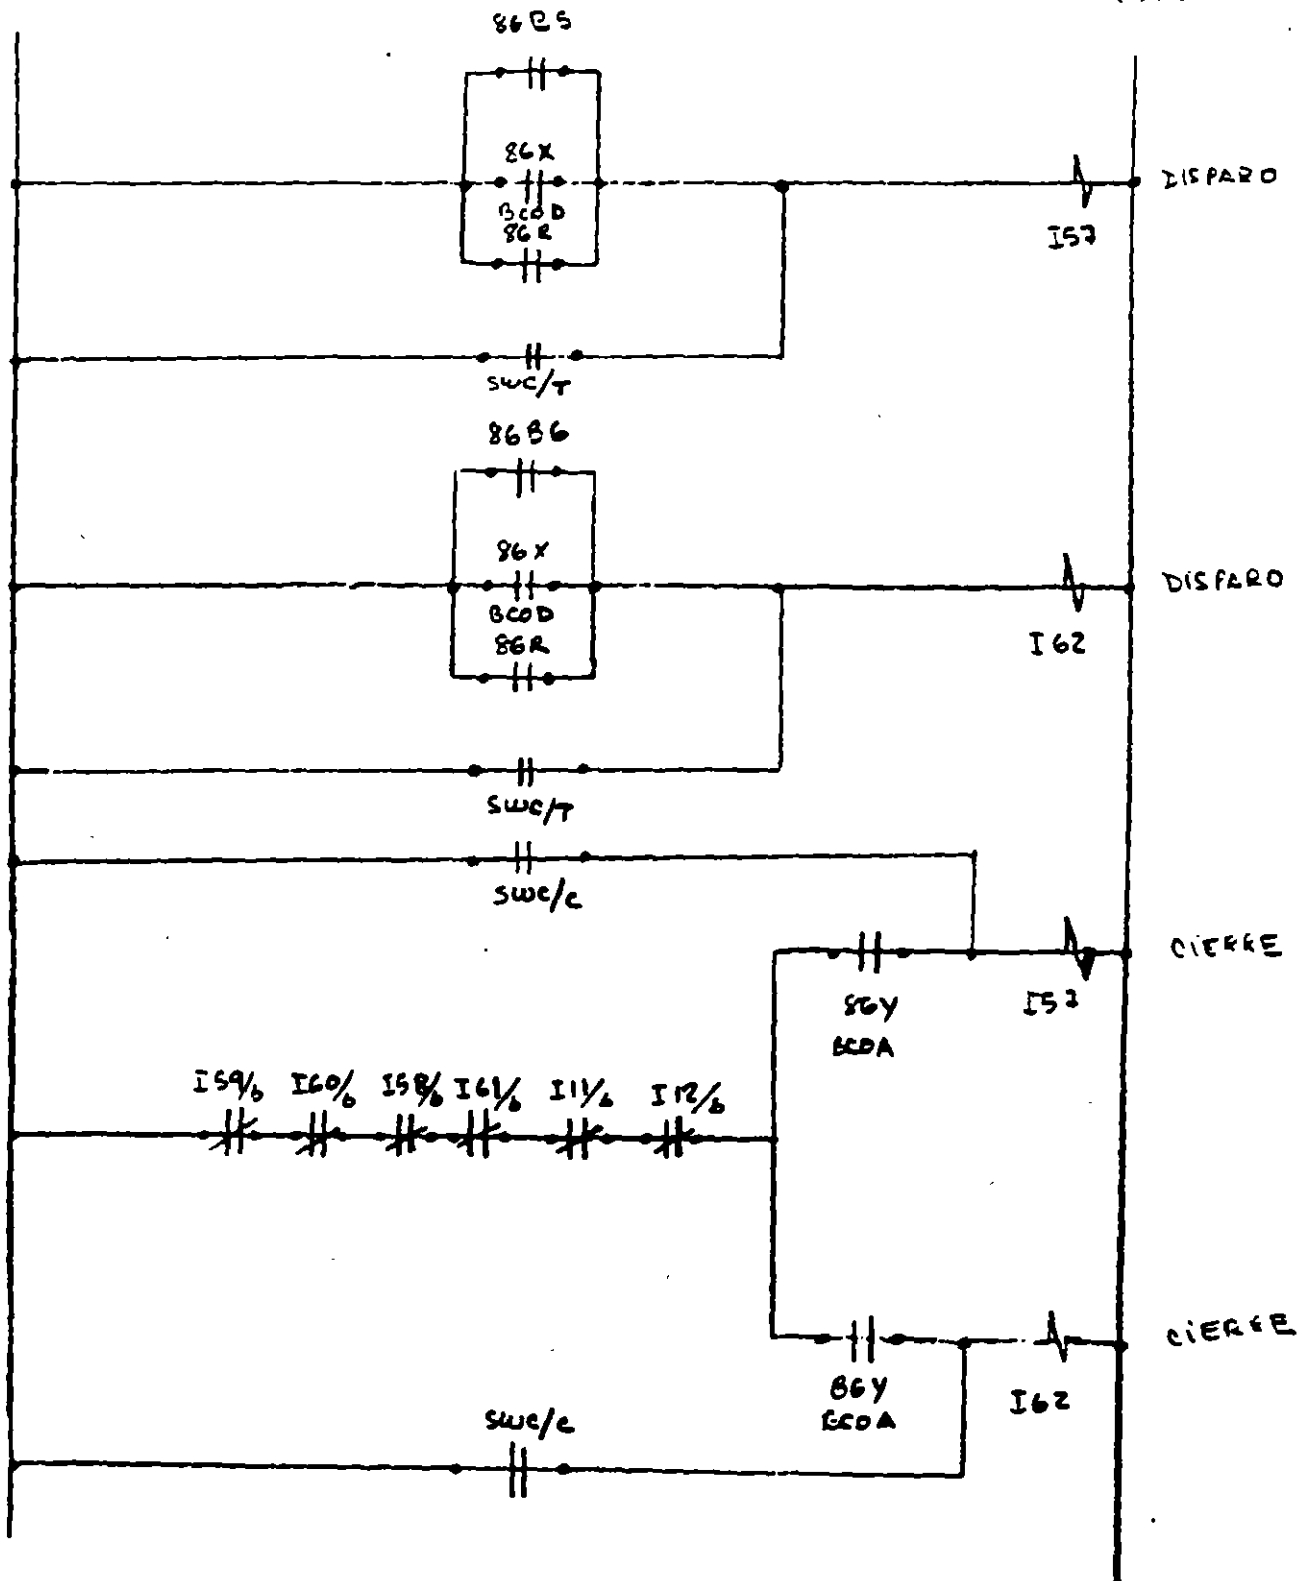 86X
BCOD
86R
DISPARO
I57
SWC/T
86B6
86X
BCOD
86R
DISPARO
I62
SWC/T
SWC/C
CIERRE
86Y
I57
BCOA
I59/b I60/b I58/b I61/b I11/b I12/b
CIERRE
86Y
BCOA
I62
SWC/C